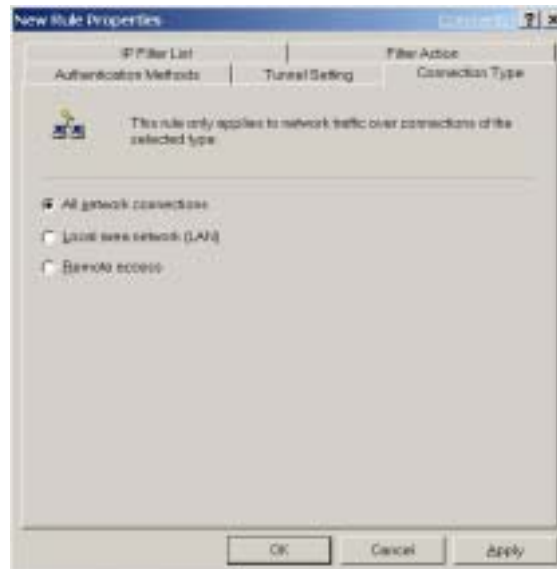 New Rule Properties
IP Filter List Filter Action
Authentication Methods Tunnel Setting Connection Type
This rule only applies to network traffic over connections of the
selected type.
All network connections
Local area network (LAN)
Remote access
OK Cancel Apply